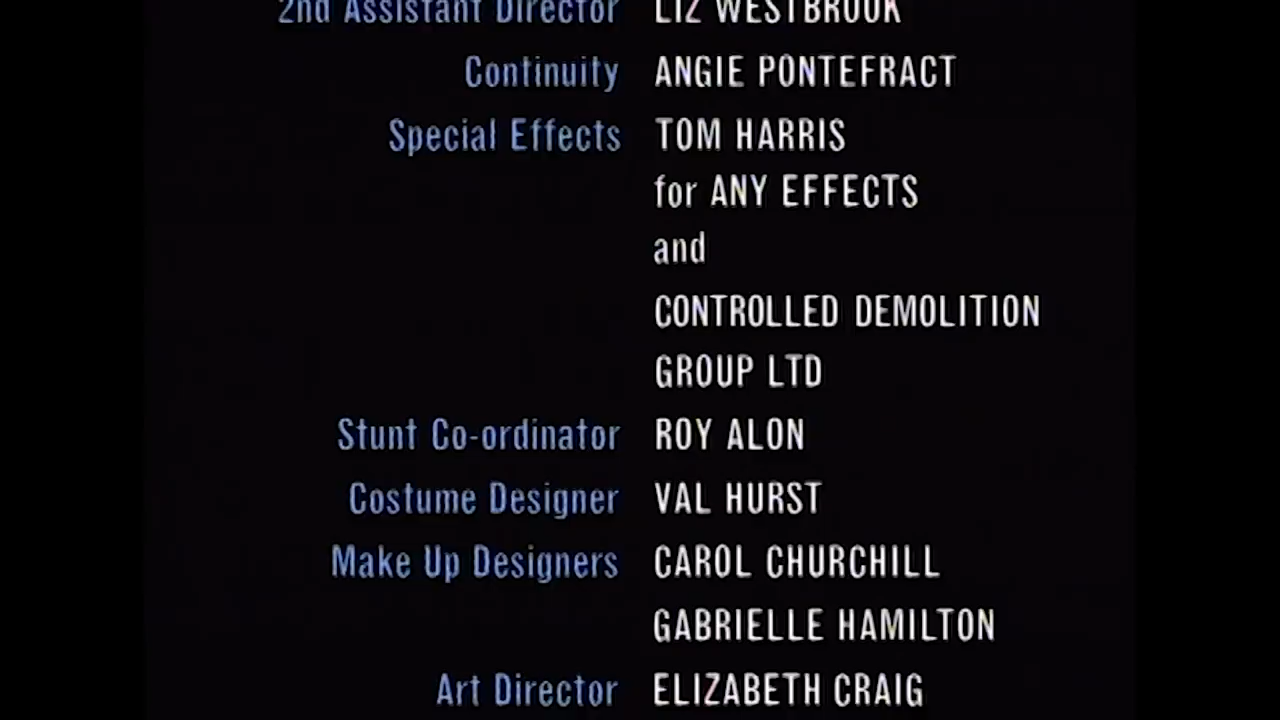 2nd Assistant Director LIZ WESTBROOK
Continuity ANGIE PONTEFRACT
Special Effects TOM HARRIS
for ANY EFFECTS
and
CONTROLLED DEMOLITION
GROUP LTD
Stunt Co-ordinator ROY ALON
Costume Designer VAL HURST
Make Up Designers CAROL CHURCHILL
GABRIELLE HAMILTON
Art Director ELIZABETH CRAIG